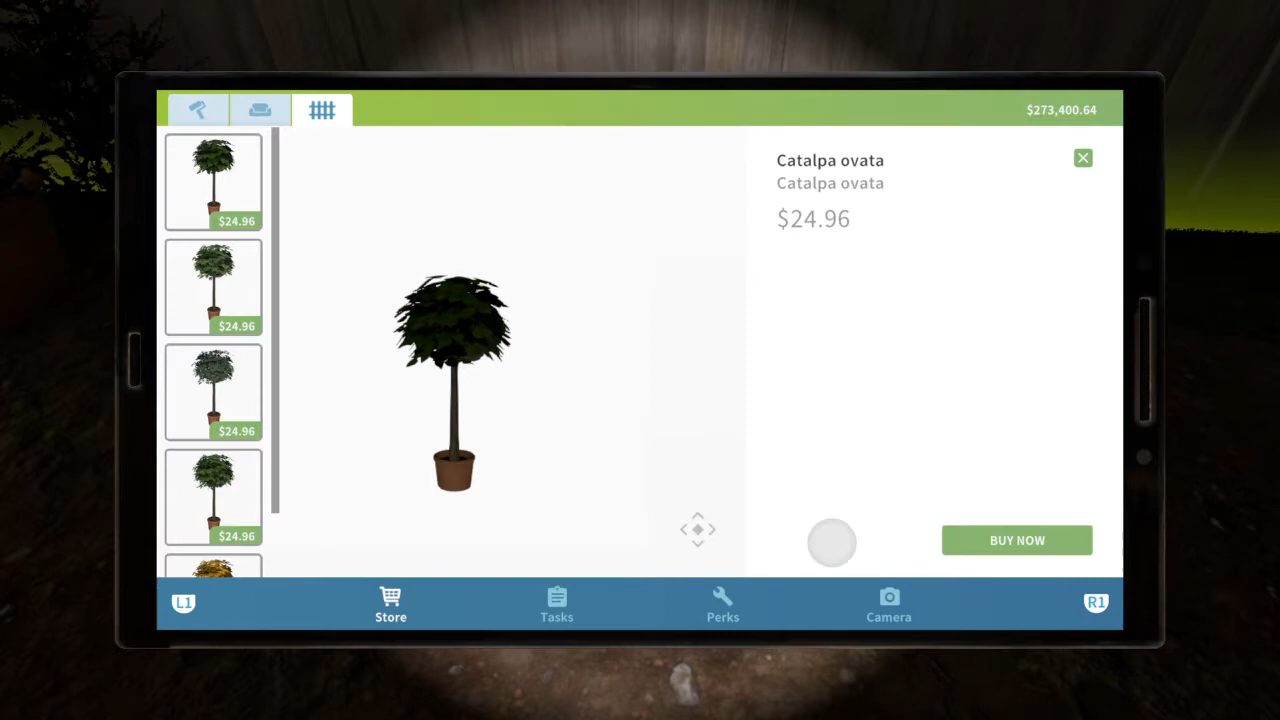 $273,400.64
$24.96
$24.96
$24.96
$24.96
Catalpa ovata
Catalpa ovata
$24.96
BUY NOW
L1
Store
Tasks
Perks
Camera
R1